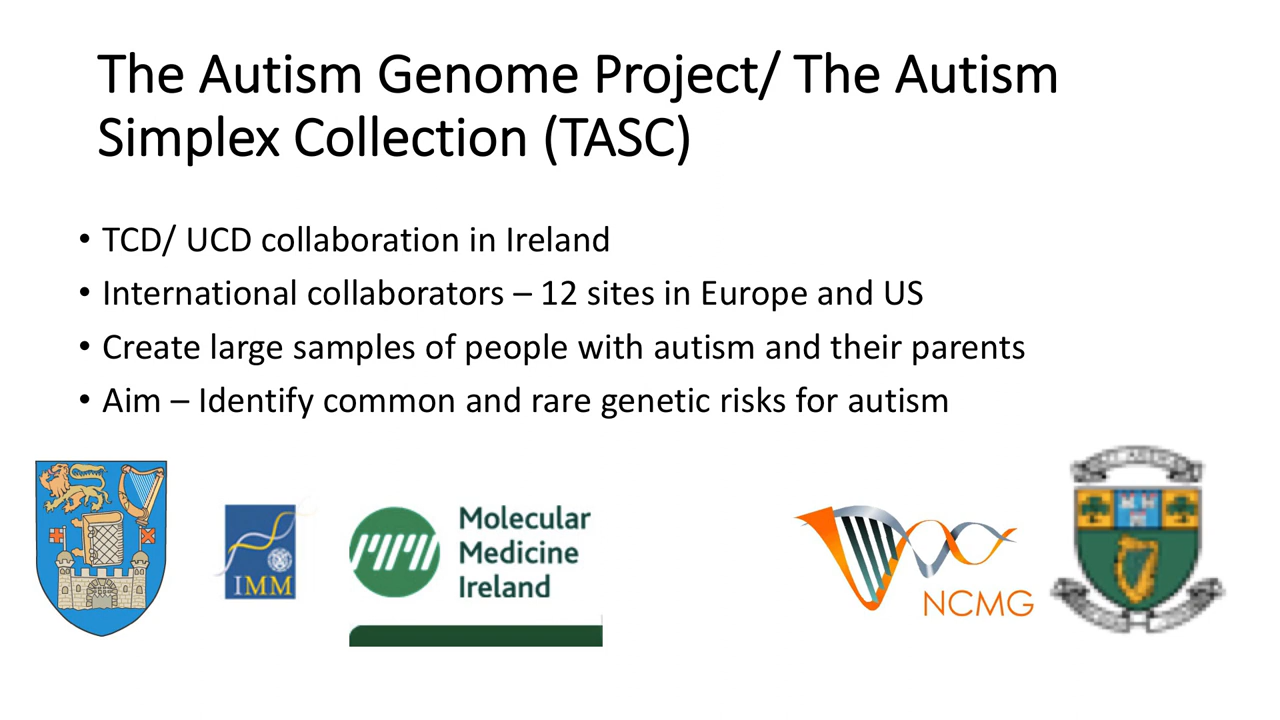 The Autism Genome Project/ The Autism
Simplex Collection (TASC)
• TCD/ UCD collaboration in Ireland
• International collaborators – 12 sites in Europe and US
• Create large samples of people with autism and their parents
• Aim – Identify common and rare genetic risks for autism
IMM
Molecular
Medicine
Ireland
NCMG